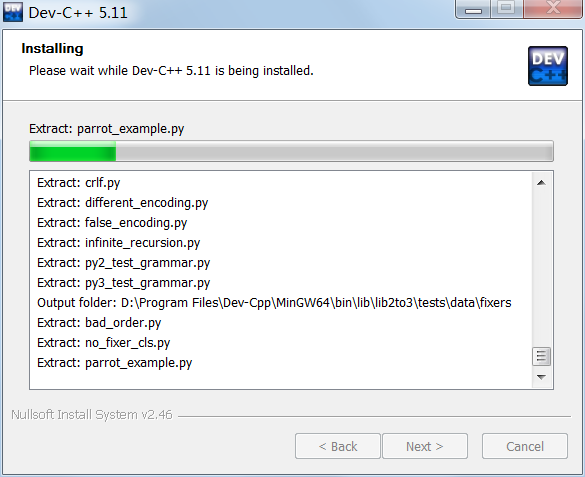 Dev-C++ 5.11
Installing
Please wait while Dev-C++ 5.11 is being installed.
DEV
C++
Extract: parrot_example.py
Extract: crlf.py
Extract: different_encoding.py
Extract: false_encoding.py
Extract: infinite_recursion.py
Extract: py2_test_grammar.py
Extract: py3_test_grammar.py
Output folder: D:\Program Files\Dev-Cpp\MinGW64\bin\lib\lib2to3\tests\data\fixers
Extract: bad_order.py
Extract: no_fixer_cls.py
Extract: parrot_example.py
Nullsoft Install System v2.46
< Back
Next >
Cancel